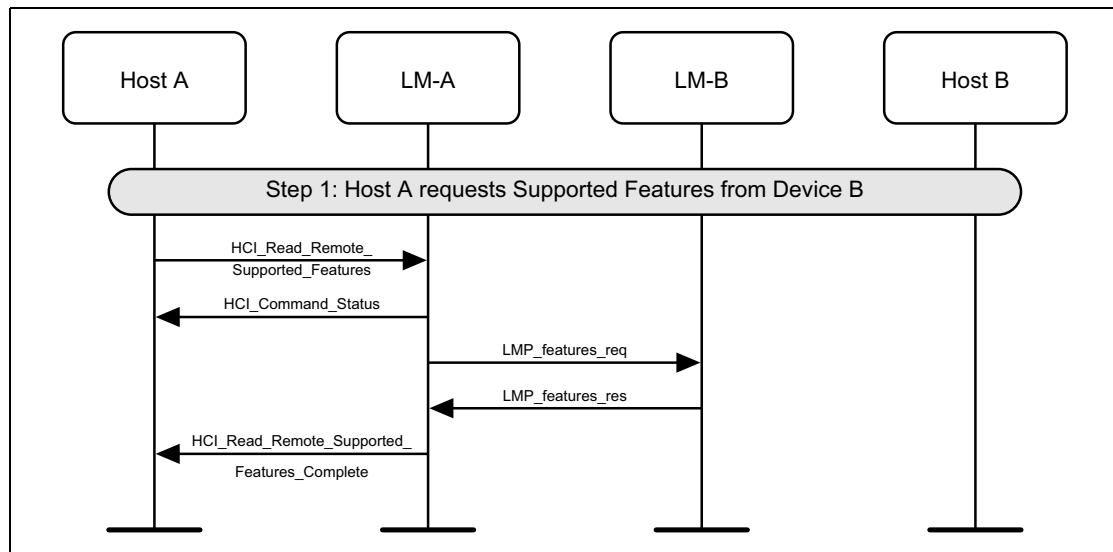 Host A
LM-A
LM-B
Host B
Step 1: Host A requests Supported Features from Device B
HCI_Read_Remote_
Supported_Features
HCI_Command_Status
LMP_features_req
LMP_features_res
HCI_Read_Remote_Supported_
Features_Complete